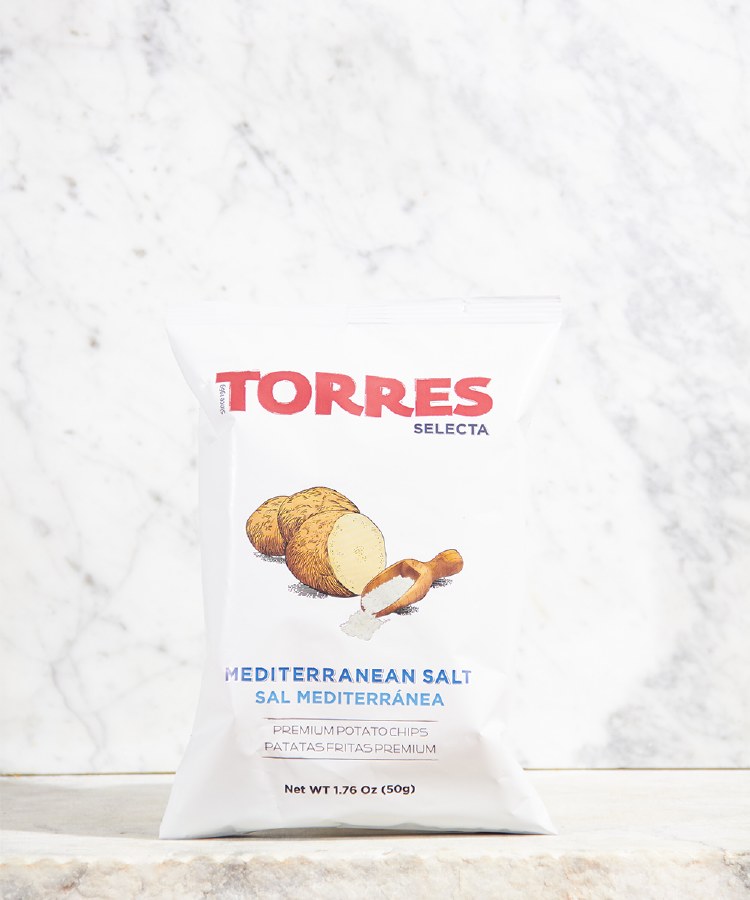 TORRES
SELECTA
MEDITERRANEAN SALT
SAL MEDITERRÁNEA
PREMIUM POTATO CHIPS
PATATAS FRITAS PREMIUM
Net WT 1.76 Oz (50g)